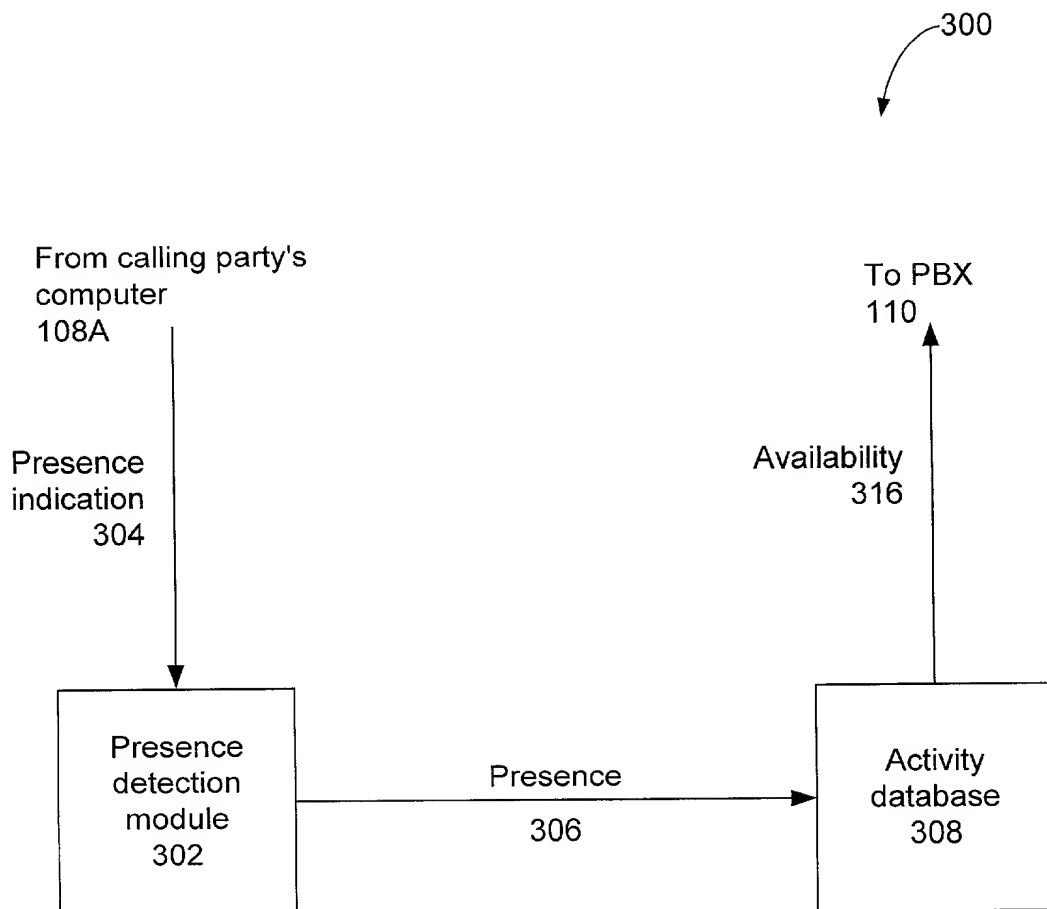 300
From calling party's
computer
108A
To PBX
110
Presence
indication
304
Availability
316
Presence
detection
module
302
Presence
306
Activity
database
308